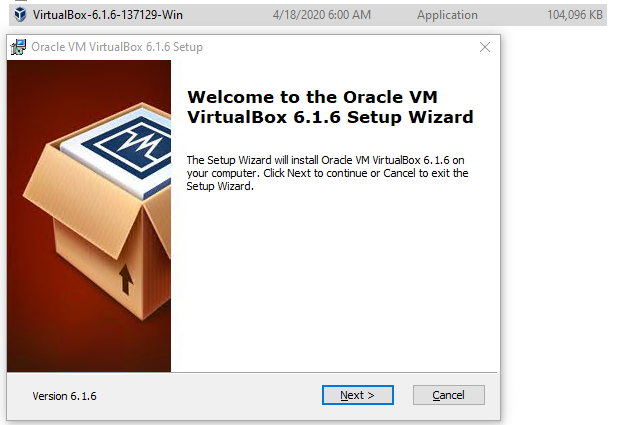 VirtualBox-6.1.6-137129-Win 4/18/2020 6:00 AM Application 104,096 KB
Oracle VM VirtualBox 6.1.6 Setup
Welcome to the Oracle VM
VirtualBox 6.1.6 Setup Wizard
The Setup Wizard will install Oracle VM VirtualBox 6.1.6 on
your computer. Click Next to continue or Cancel to exit the
Setup Wizard.
Version 6.1.6
Next >
Cancel